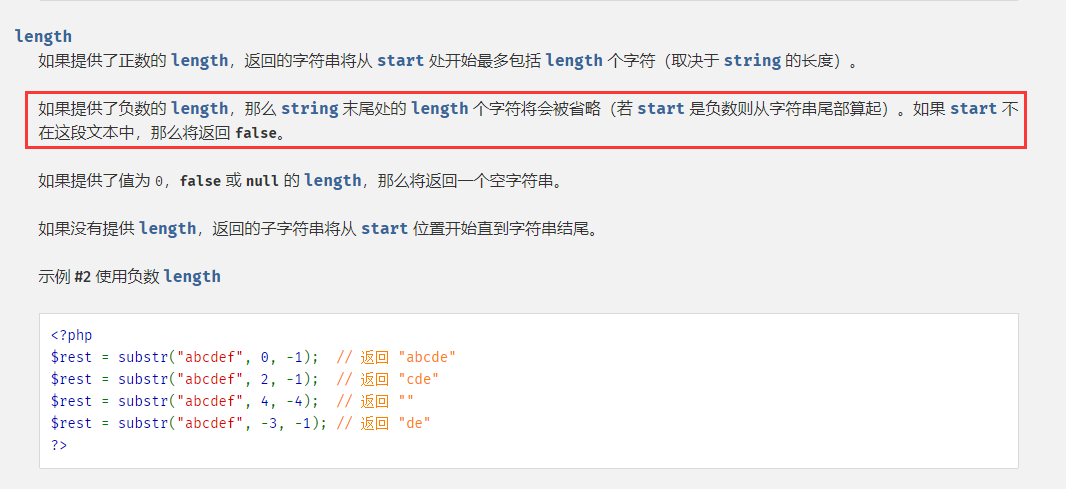 length
如果提供了正数的 length，返回的字符串将从 start 处开始最多包括 length 个字符（取决于 string 的长度）。
如果提供了负数的 length，那么 string 末尾处的 length 个字符将会被省略（若 start 是负数则从字符串尾部算起）。如果 start 不
在这段文本中，那么将返回 false。
如果提供了值为 0，false 或 null 的 length，那么将返回一个空字符串。
如果没有提供 length，返回的子字符串将从 start 位置开始直到字符串结尾。
示例 #2 使用负数 length
<?php
$rest = substr("abcdef", 0, -1);  // 返回 "abcde"
$rest = substr("abcdef", 2, -1);  // 返回 "cde"
$rest = substr("abcdef", 4, -4);  // 返回 ""
$rest = substr("abcdef", -3, -1); // 返回 "de"
?>